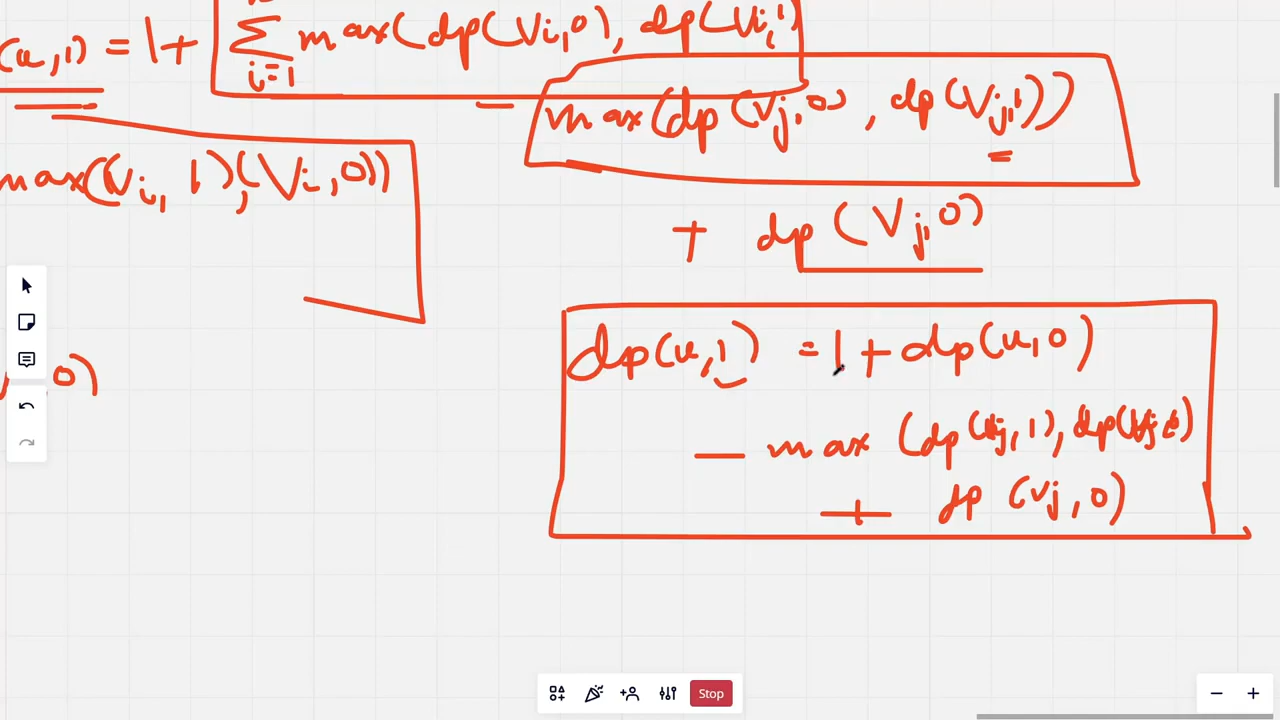 (u,1) = 1+ Σ max(dp(Vi,0), dp(Vi,1)
i=1
— max(dp(Vj,0), dp(Vj,1))
max((Vi, 1),(Vi,0))
+ dp(Vj,0)
dp(u,1) = 1+dp(u,0)
0)
— max (dp(Vj,1), dp(Vj,0)
+ dp (Vj,0)
Stop